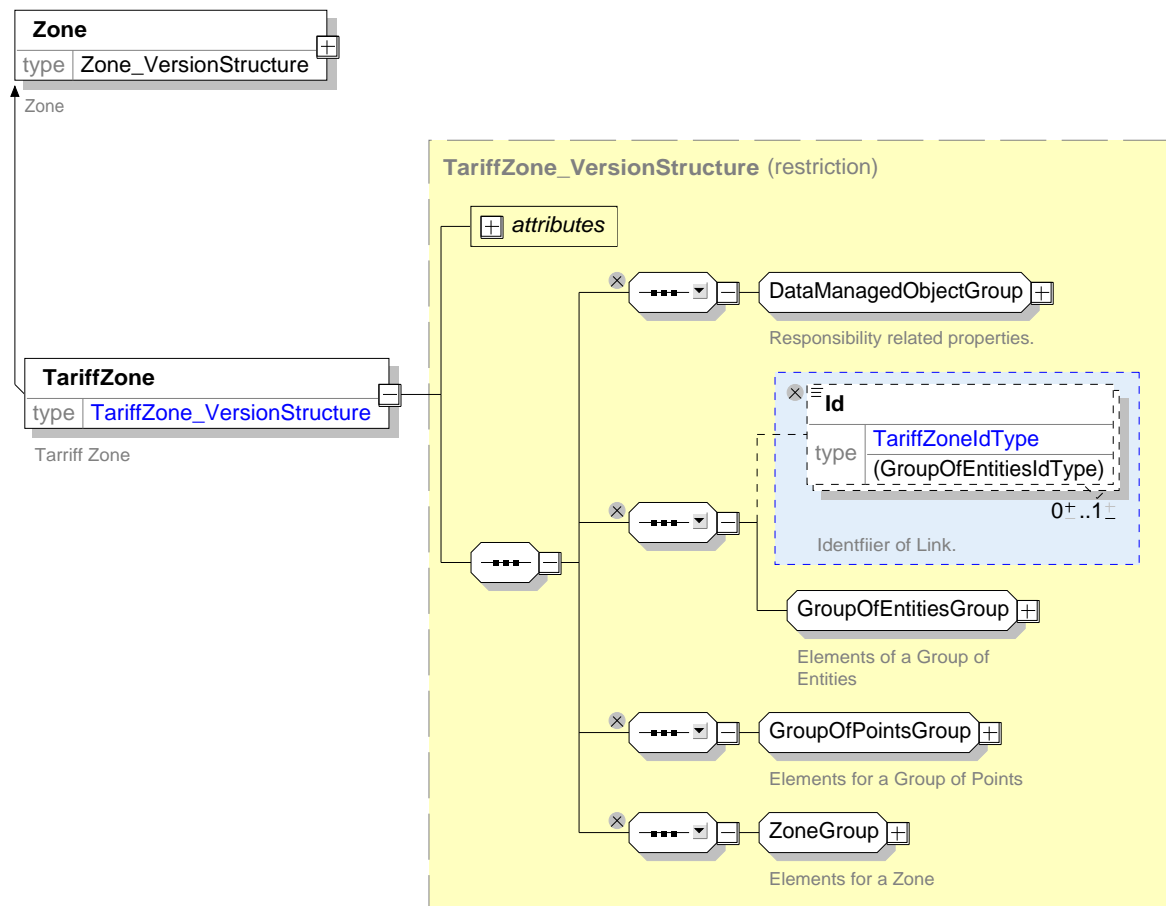 Zone
type Zone_VersionStructure
Zone
TariffZone_VersionStructure (restriction)
attributes
DataManagedObjectGroup
Responsibility related properties.
TariffZone
type TariffZone_VersionStructure
Tarriff Zone
Id
type TariffZoneIdType
(GroupOfEntitiesIdType)
0±..1±
Identfiier of Link.
GroupOfEntitiesGroup
Elements of a Group of
Entities
GroupOfPointsGroup
Elements for a Group of Points
ZoneGroup
Elements for a Zone